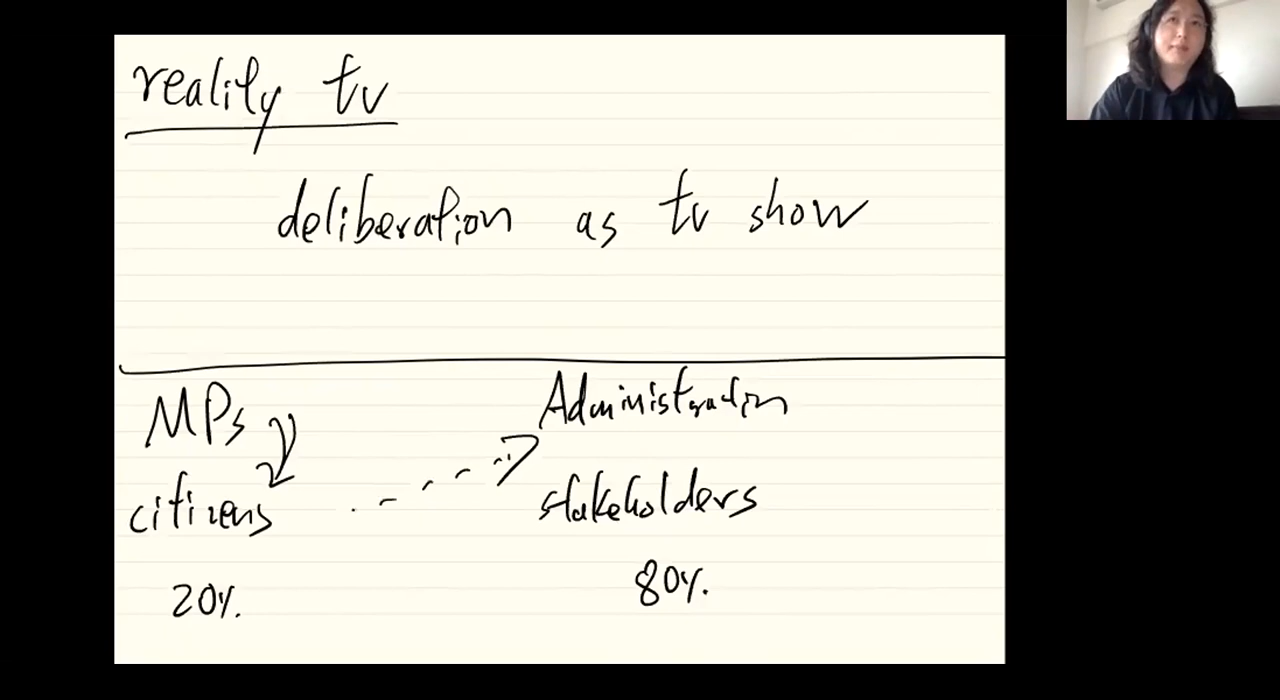 reality tv
deliberation as tv show
MPs
Administration
citizens
stakeholders
20%.
80%.